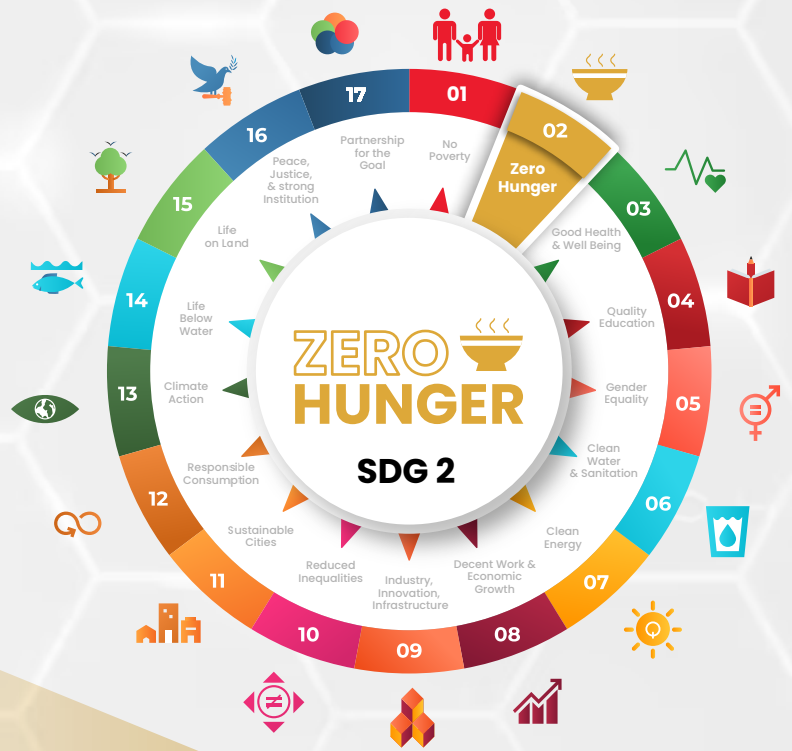 01
No
Poverty
02
Zero
Hunger
03
Good Health
& Well Being
04
Quality
Education
05
Gender
Equality
06
Clean
Water
& Sanitation
07
Clean
Energy
08
Decent Work &
Economic
Growth
09
Industry,
Innovation,
Infrastructure
10
Reduced
Inequalities
11
Sustainable
Cities
12
Responsible
Consumption
13
Climate
Action
14
Life
Below
Water
15
Life
on Land
16
Peace,
Justice,
& strong
Institution
17
Partnership
for the
Goal
ZERO
HUNGER
SDG 2